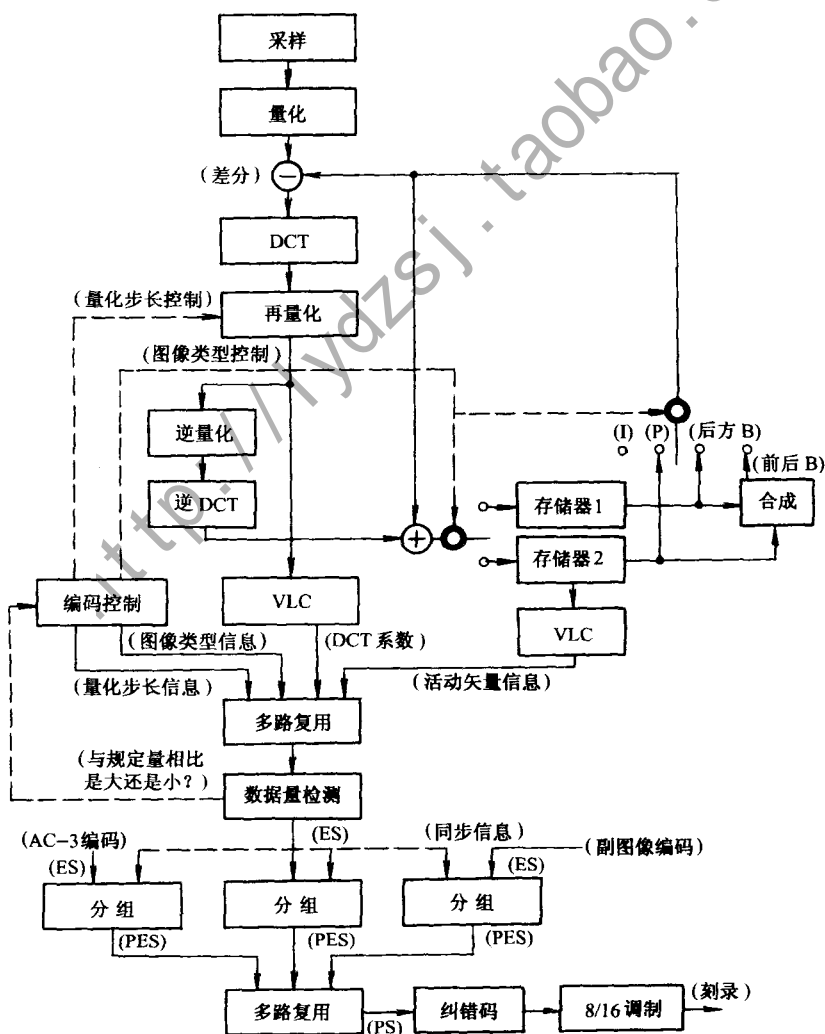 采样
量化
(差分)
−
DCT
(量化步长控制)
再量化
(图像类型控制)
逆量化
逆DCT
+
(I) (P) (后方B)
(前后B)
存储器1
合成
存储器2
编码控制
VLC
VLC
(图像类型信息)
(DCT系数)
(量化步长信息)
(活动矢量信息)
多路复用
(与规定量相比
是大还是小?)
数据量检测
(AC-3编码)
(ES)
(同步信息)
(副图像编码)
(ES)
(ES)
分组
分组
分组
(PES)
(PES)
(PES)
多路复用
(PS)
纠错码
8/16调制
(刻录)
http://lydzsj.taobao.c